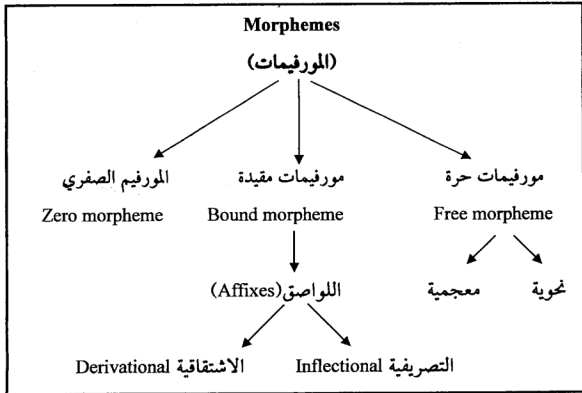 Morphemes
(المورفيمات)
مورفيمات حرة
مورفيمات مقيدة
المورفيم الصفري
Free morpheme
Bound morpheme
Zero morpheme
نحوية
معجمية
اللواصق (Affixes)
التصريفية Inflectional
الاشتقاقية Derivational